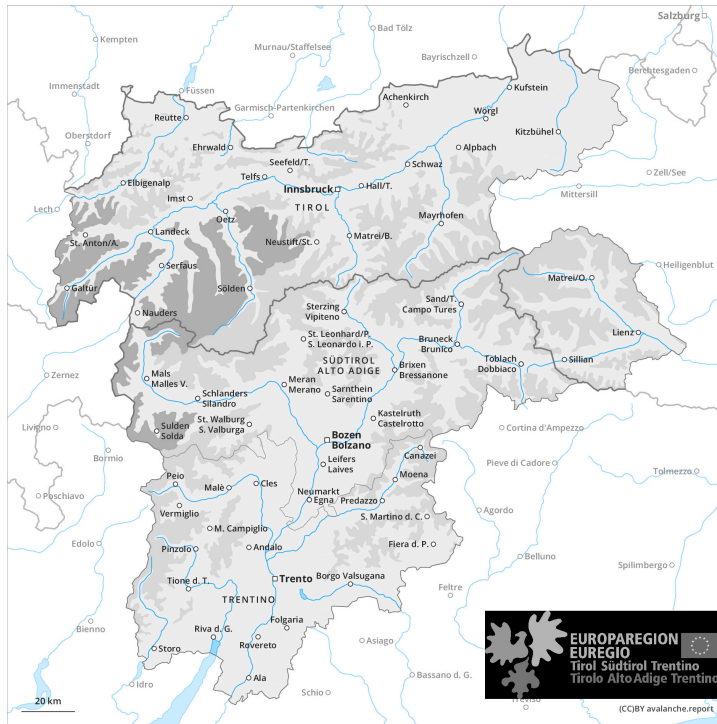 Salzburg
Kempten
Bad Tölz
Murnau/Staffelsee
Bayrischzell
Berchtesgaden
Immenstadt
Füssen
Achenkirch
Kufstein
Garmisch-Partenkirchen
Reutte
Wörgl
Oberstdorf
Kitzbühel
Ehrwald
Alpbach
Seefeld/T.
Schwaz
Telfs
Zell/See
Elbigenalp
Innsbruck
Hall/T.
Mittersill
Imst
Lech
TIROL
Oetz
Mayrhofen
Landeck
St. Anton/A.
Neustift/St.
Matrei/B.
Serfaus
Heiligenblut
Matrei/O.
Galtür
Sölden
Sand/T.
Campo Tures
Nauders
Sterzing
Vipiteno
Lienz
St. Leonhard/P.
S. Leonardo i. P.
Bruneck
Brunico
Toblach
Dobbiaco
Sillian
SÜDTIROL
ALTO ADIGE
Brixen
Bressanone
Zernez
Mals
Malles V.
Meran
Merano
Sarnthein
Sarentino
Schlanders
Silandro
Kastelruth
Castelrotto
St. Walburg
S. Valburga
Livigno
Sulden
Solda
Cortina d'Ampezzo
Bozen
Bolzano
Bormio
Canazei
Leifers
Laives
Pieve di Cadore
Tolmezzo
Peio
Moena
Malè
Cles
Neumarkt
Egna
Predazzo
Poschiavo
Vermiglio
Agordo
S. Martino d. C.
M. Campiglio
Edolo
Pinzolo
Andalo
Fiera d. P.
Belluno
Spilimbergo
Tione d. T.
Trento
Borgo Valsugana
Feltre
TRENTINO
Bienno
Folgaria
Riva d. G.
Rovereto
Asiago
Storo
Bassano d. G.
Ala
Idro
Schio
Treviso
EUROPAREGION
EUREGIO
Tirol Südtirol Trentino
Tirolo Alto Adige Trentino
20 km
(CC)BY avalanche.report